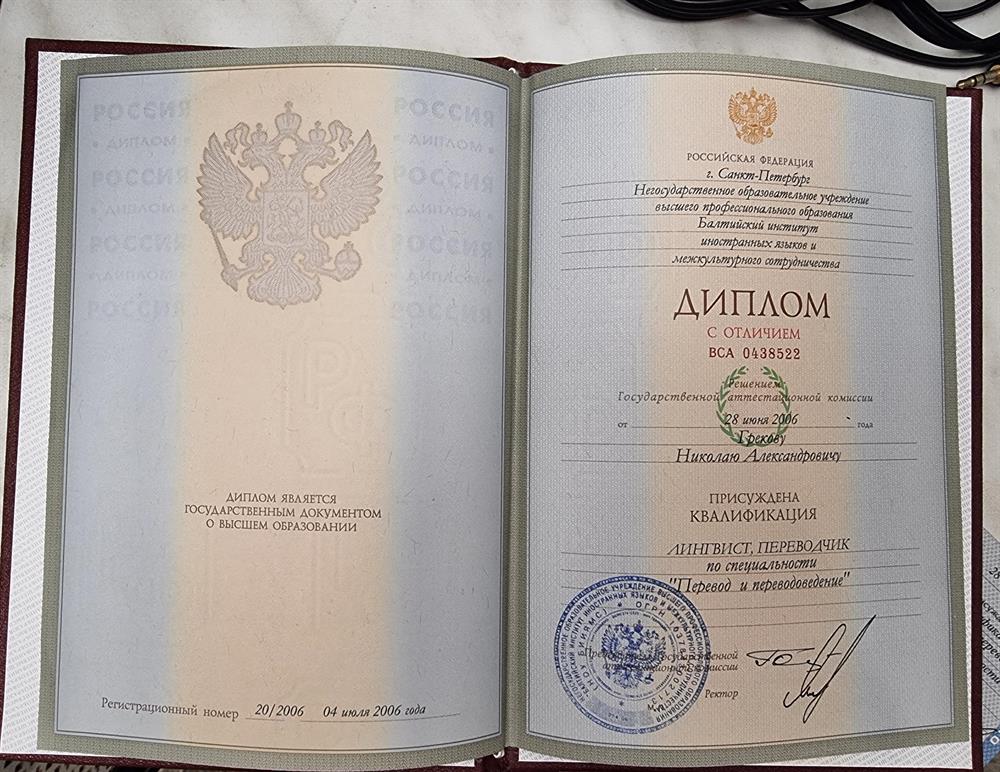 РОССИЯ РОССИЯ
• ДИПЛОМ • • ДИПЛОМ •
РОССИЯ РОССИЯ
• ДИПЛОМ • • ДИПЛОМ •
РОССИЯ РОССИЯ
• ДИПЛОМ • • ДИПЛОМ •
РОССИЯ РОССИЯ
ДИПЛОМ ЯВЛЯЕТСЯ
ГОСУДАРСТВЕННЫМ ДОКУМЕНТОМ
О ВЫСШЕМ ОБРАЗОВАНИИ
Регистрационный номер 20/2006 04 июля 2006 года
РОССИЙСКАЯ ФЕДЕРАЦИЯ
г. Санкт-Петербург
Негосударственное образовательное учреждение
высшего профессионального образования
Балтийский институт
иностранных языков и
межкультурного сотрудничества
ДИПЛОМ
С ОТЛИЧИЕМ
ВСА 0438522
Решением
Государственной аттестационной комиссии
от 28 июня 2006 года
Грекову
Николаю Александровичу
ПРИСУЖДЕНА
КВАЛИФИКАЦИЯ
ЛИНГВИСТ, ПЕРЕВОДЧИК
по специальности
"Перевод и переводоведение"
Председатель Государственной
аттестационной комиссии
Ректор